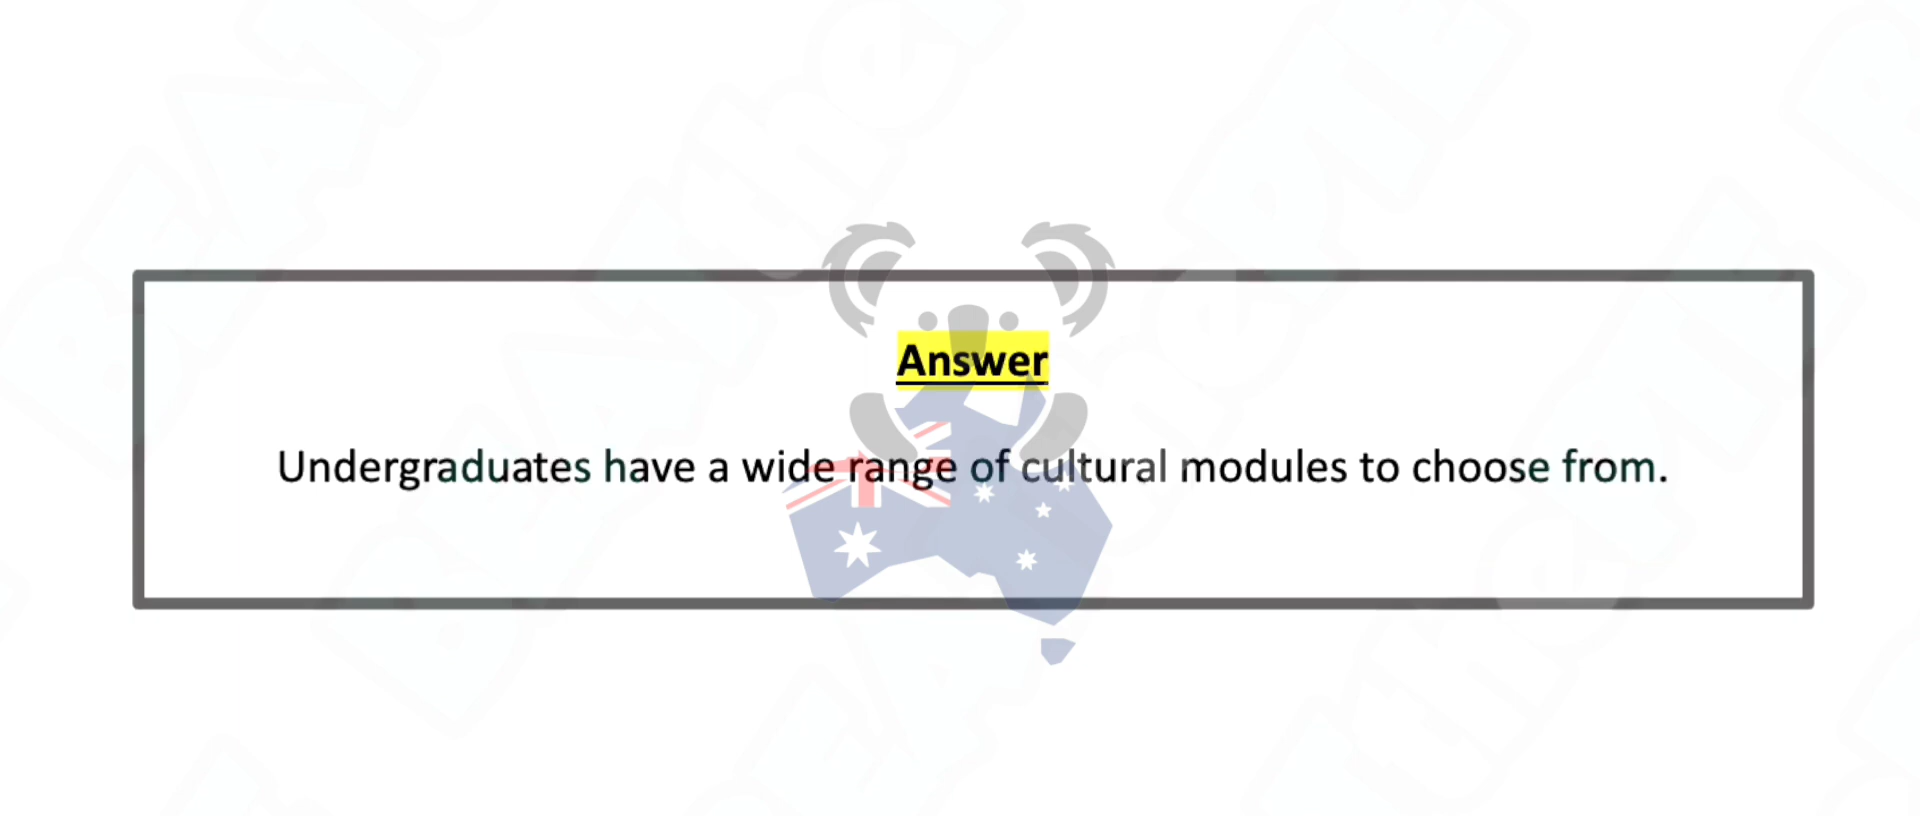 Answer
Undergraduates have a wide range of cultural modules to choose from.